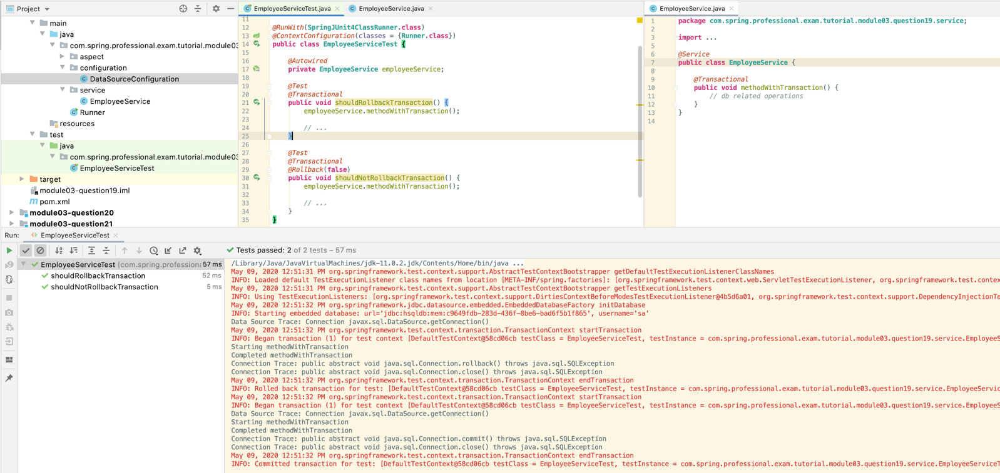 Project
main
java
com.spring.professional.exam.tutorial.module03
aspect
configuration
DataSourceConfiguration
service
EmployeeService
Runner
resources
test
java
com.spring.professional.exam.tutorial.module03
EmployeeServiceTest
target
module03-question19.iml
pom.xml
module03-question20
module03-question21
EmployeeServiceTest.java
EmployeeService.java
11
12 @RunWith(SpringJUnit4ClassRunner.class)
13 @ContextConfiguration(classes = {Runner.class})
14 public class EmployeeServiceTest {
15
16 @Autowired
17 private EmployeeService employeeService;
18
19 @Test
20 @Transactional
21 public void shouldRollbackTransaction() {
22 employeeService.methodWithTransaction();
23
24 // ...
25 }
26
27 @Test
28 @Transactional
29 @Rollback(false)
30 public void shouldNotRollbackTransaction() {
31 employeeService.methodWithTransaction();
32
33 // ...
34 }
35 }
EmployeeService.java
1 package com.spring.professional.exam.tutorial.module03.question19.service;
2
3 import ...
5
6 @Service
7 public class EmployeeService {
8
9 @Transactional
10 public void methodWithTransaction() {
11 // db related operations
12 }
13 }
14
Run: EmployeeServiceTest
Tests passed: 2 of 2 tests – 57 ms
EmployeeServiceTest (com.spring.professiona 57 ms
shouldRollbackTransaction 52 ms
shouldNotRollbackTransaction 5 ms
/Library/Java/JavaVirtualMachines/jdk-11.0.2.jdk/Contents/Home/bin/java ...
May 09, 2020 12:51:31 PM org.springframework.test.context.support.AbstractTestContextBootstrapper getDefaultTestExecutionListenerClassNames
INFO: Loaded default TestExecutionListener class names from location [META-INF/spring.factories]: [org.springframework.test.context.web.ServletTestExecutionListener, org.springframework.test.conte
May 09, 2020 12:51:31 PM org.springframework.test.context.support.AbstractTestContextBootstrapper getTestExecutionListeners
INFO: Using TestExecutionListeners: [org.springframework.test.context.support.DirtiesContextBeforeModesTestExecutionListener@4b5d6a01, org.springframework.test.context.support.DependencyInjectionTe
May 09, 2020 12:51:32 PM org.springframework.jdbc.datasource.embedded.EmbeddedDatabaseFactory initDatabase
INFO: Starting embedded database: url='jdbc:hsqldb:mem:c9649fdb-283d-436f-8be6-bad6f5b1f865', username='sa'
Data Source Trace: Connection javax.sql.DataSource.getConnection()
May 09, 2020 12:51:32 PM org.springframework.test.context.transaction.TransactionContext startTransaction
INFO: Began transaction (1) for test context [DefaultTestContext@58cd06cb testClass = EmployeeServiceTest, testInstance = com.spring.professional.exam.tutorial.module03.question19.service.EmployeeS
Starting methodWithTransaction
Completed methodWithTransaction
Connection Trace: public abstract void java.sql.Connection.rollback() throws java.sql.SQLException
Connection Trace: public abstract void java.sql.Connection.close() throws java.sql.SQLException
May 09, 2020 12:51:32 PM org.springframework.test.context.transaction.TransactionContext endTransaction
INFO: Rolled back transaction for test: [DefaultTestContext@58cd06cb testClass = EmployeeServiceTest, testInstance = com.spring.professional.exam.tutorial.module03.question19.service.EmployeeServic
May 09, 2020 12:51:32 PM org.springframework.test.context.transaction.TransactionContext startTransaction
INFO: Began transaction (1) for test context [DefaultTestContext@58cd06cb testClass = EmployeeServiceTest, testInstance = com.spring.professional.exam.tutorial.module03.question19.service.EmployeeS
Data Source Trace: Connection javax.sql.DataSource.getConnection()
Starting methodWithTransaction
Completed methodWithTransaction
Connection Trace: public abstract void java.sql.Connection.commit() throws java.sql.SQLException
Connection Trace: public abstract void java.sql.Connection.close() throws java.sql.SQLException
May 09, 2020 12:51:32 PM org.springframework.test.context.transaction.TransactionContext endTransaction
INFO: Committed transaction for test: [DefaultTestContext@58cd06cb testClass = EmployeeServiceTest, testInstance = com.spring.professional.exam.tutorial.module03.question19.service.EmployeeServiceT